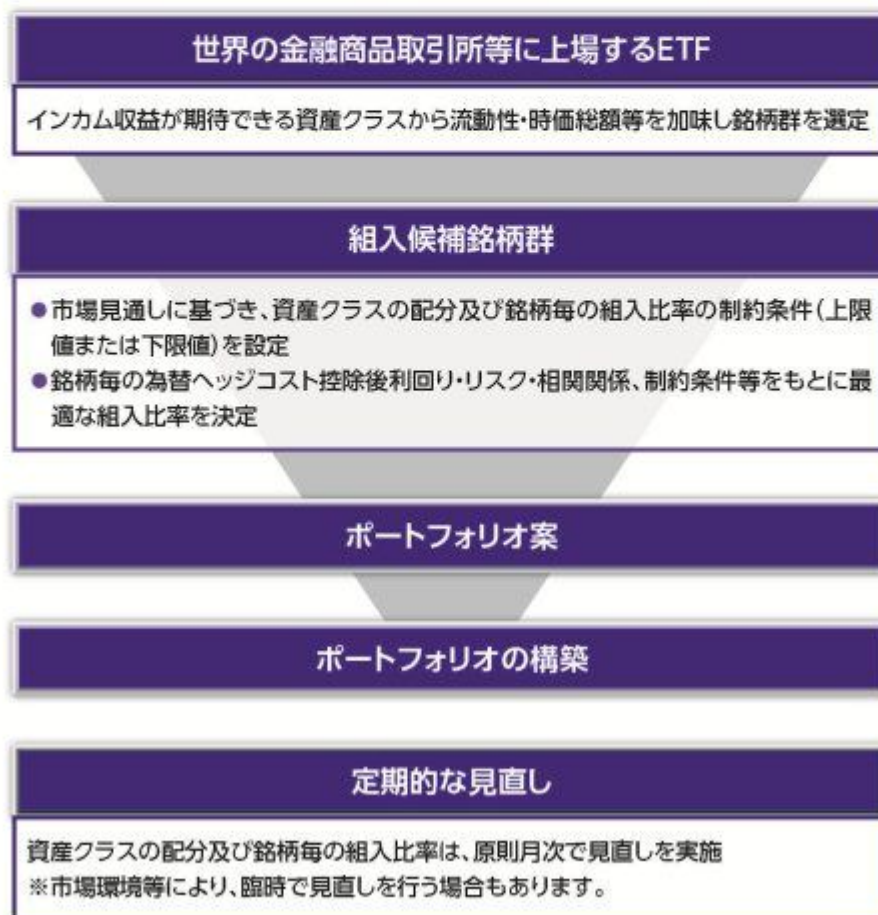 世界の金融商品取引所等に上場するETF
インカム収益が期待できる資産クラスから流動性・時価総額等を加味し銘柄群を選定
組入候補銘柄群
●市場見通しに基づき、資産クラスの配分及び銘柄毎の組入比率の制約条件(上限
値または下限値)を設定
●銘柄毎の為替ヘッジコスト控除後利回り・リスク・相関関係、制約条件等をもとに最
適な組入比率を決定
ポートフォリオ案
ポートフォリオの構築
定期的な見直し
資産クラスの配分及び銘柄毎の組入比率は、原則月次で見直しを実施
※市場環境等により、臨時で見直しを行う場合もあります。